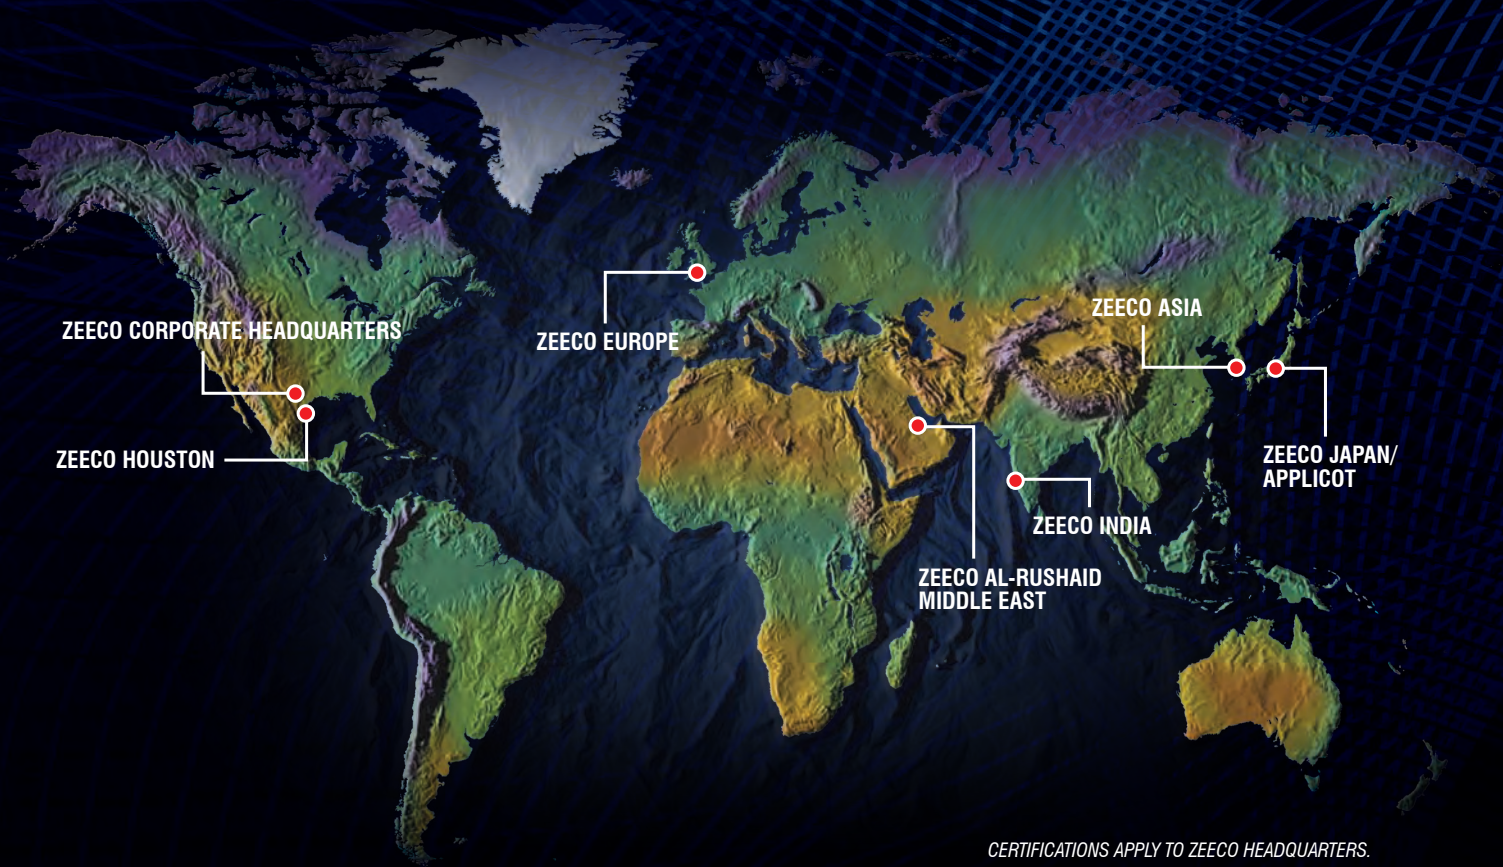 ZEECO CORPORATE HEADQUARTERS
ZEECO HOUSTON
ZEECO EUROPE
ZEECO ASIA
ZEECO JAPAN/
APPLICOT
ZEECO INDIA
ZEECO AL-RUSHAID
MIDDLE EAST
CERTIFICATIONS APPLY TO ZEECO HEADQUARTERS.